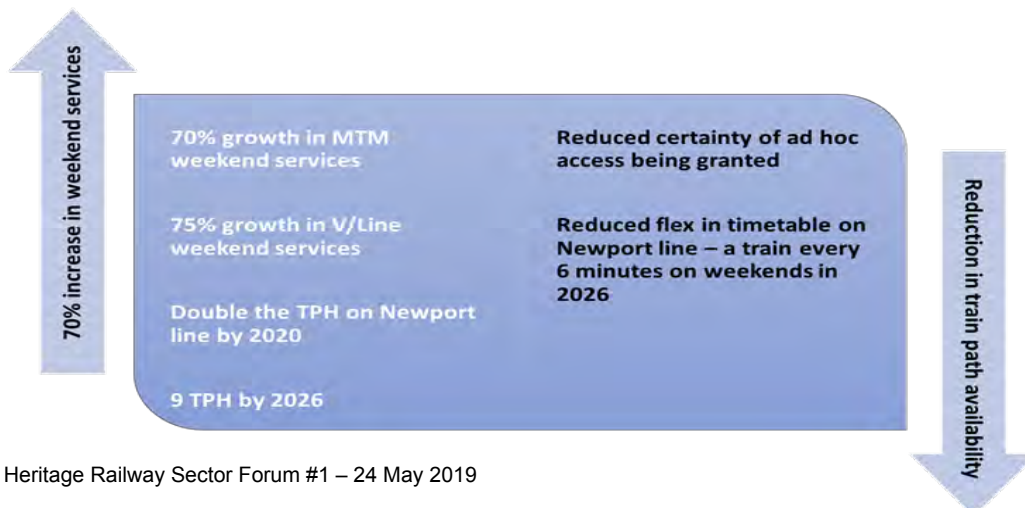 70% increase in weekend services
70% growth in MTM
weekend services
75% growth in V/Line
weekend services
Double the TPH on Newport
line by 2020
9 TPH by 2026
Reduced certainty of ad hoc
access being granted
Reduced flex in timetable on
Newport line – a train every
6 minutes on weekends in
2026
Reduction in train path availability
Heritage Railway Sector Forum #1 – 24 May 2019